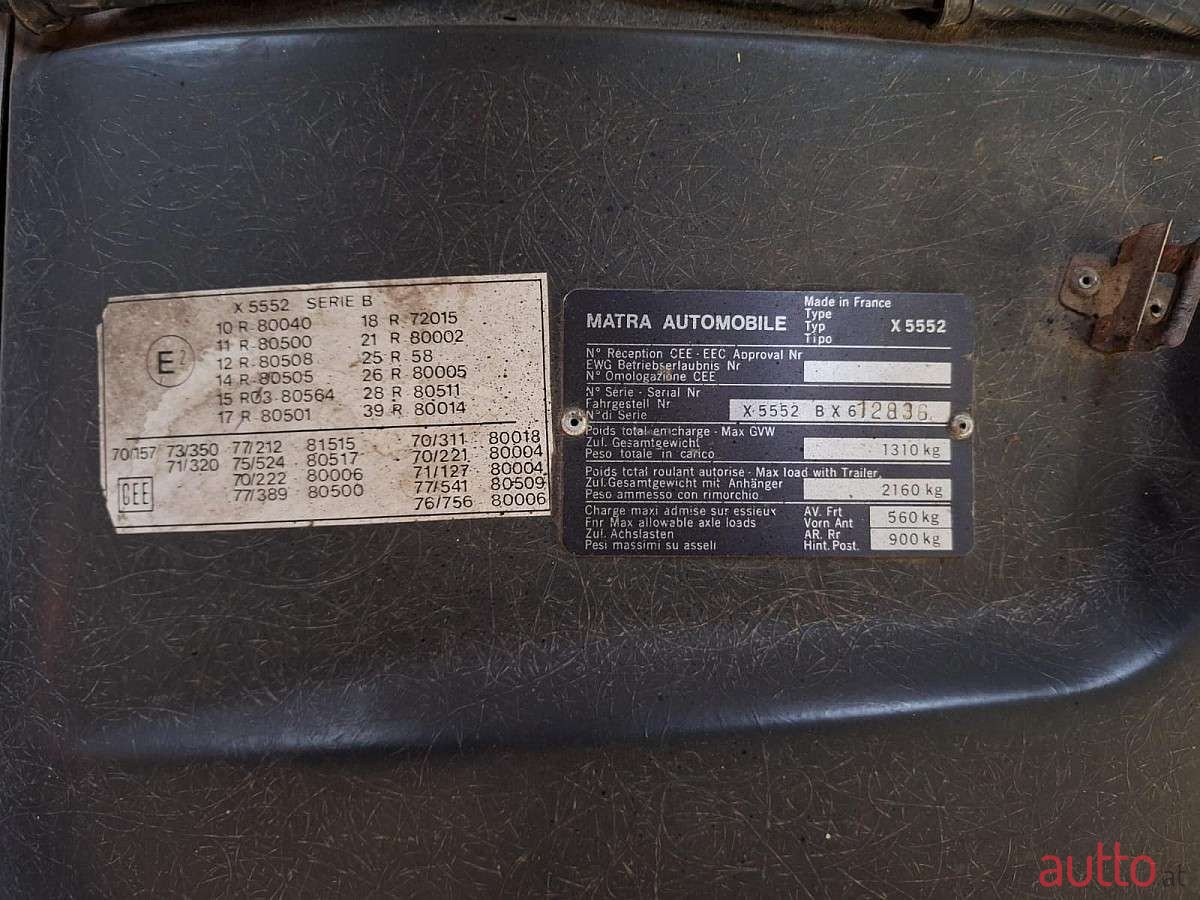 X 5552 SERIE B
E2
10 R - 80040 18 R - 72015
11 R - 80500 21 R - 80002
12 R - 80508 25 R - 58
14 R - 80505 26 R - 80005
15 R03 - 80564 28 R - 80511
17 R - 80501 39 R - 80014
70/157 73/350 77/212 81515 70/311 80018
71/320 75/524 80517 70/221 80004
70/222 80006 71/127 80004
77/389 80500 77/541 80509
76/756 80006
CEE
MATRA AUTOMOBILE
Made in France
Type
Typ
Tipo
X 5552
N° Réception CEE - EEC Approval Nr
EWG Betriebserlaubnis Nr
N° Omologazione CEE
N° Série - Serial Nr
Fahrgestell Nr
N° di Serie
X 5552 B X 612836
Poids total en charge - Max GVW
Zul. Gesamtgewicht
Peso totale in carico
1310 kg
Poids total roulant autorisé - Max load with Trailer
Zul. Gesamtgewicht mit Anhänger
Peso ammesso con rimorchio
2160 kg
Charge maxi admise sur essieux
Fnr Max allowable axle loads
Zul. Achslasten
Pesi massimi su asseli
AV. Frt
Vorn Ant
560 kg
AR. Rr
Hint. Post.
900 kg
autto.at